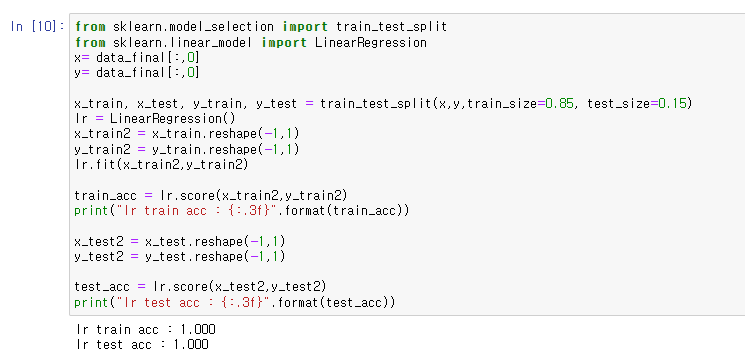 In [10]: from sklearn.model_selection import train_test_split
from sklearn.linear_model import LinearRegression
x= data_final[:,0]
y= data_final[:,0]
x_train, x_test, y_train, y_test = train_test_split(x,y,train_size=0.85, test_size=0.15)
lr = LinearRegression()
x_train2 = x_train.reshape(-1,1)
y_train2 = y_train.reshape(-1,1)
lr.fit(x_train2,y_train2)
train_acc = lr.score(x_train2,y_train2)
print("lr train acc : {:.3f}".format(train_acc))
x_test2 = x_test.reshape(-1,1)
y_test2 = y_test.reshape(-1,1)
test_acc = lr.score(x_test2,y_test2)
print("lr test acc : {:.3f}".format(test_acc))
lr train acc : 1.000
lr test acc : 1.000